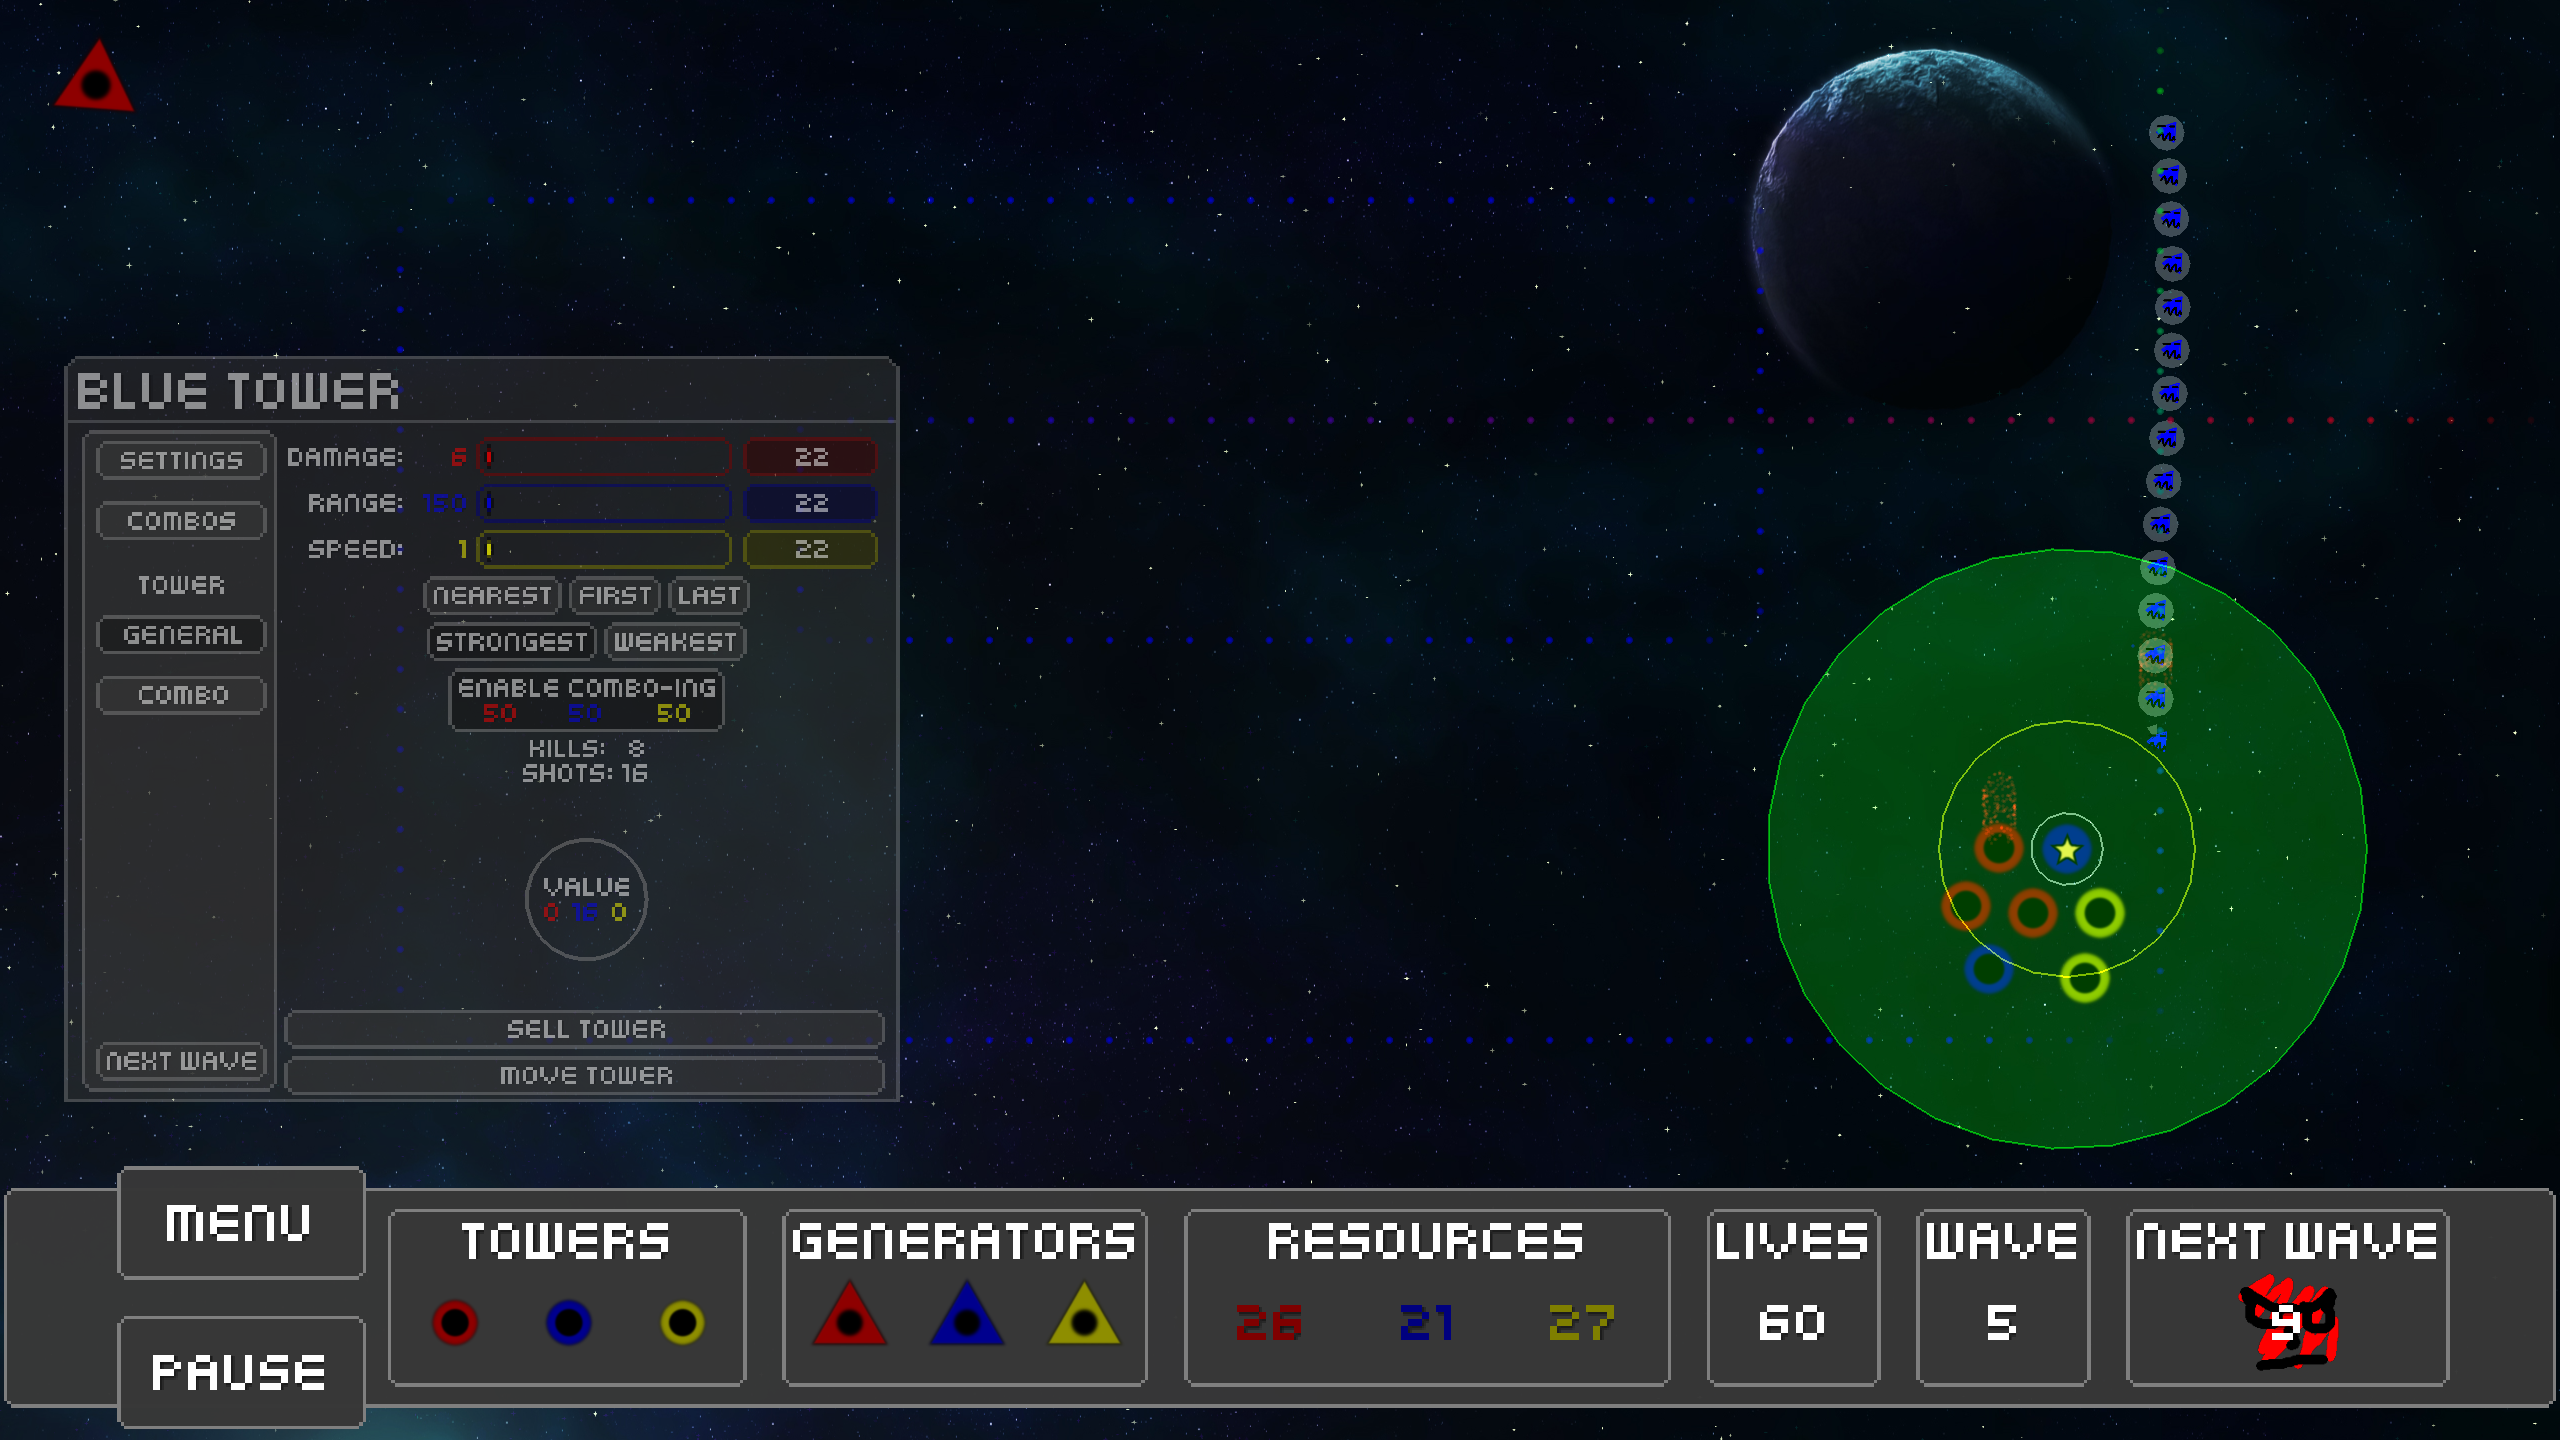 BLUE TOWER
SETTINGS
COMBOS
TOWER
GENERAL
COMBO
NEXT WAVE
DAMAGE: 6 22
RANGE: 150 22
SPEED: 1 22
NEAREST FIRST LAST
STRONGEST WEAKEST
ENABLE COMBO-ING
50 50 50
KILLS: 8
SHOTS: 16
VALUE
0 16 0
SELL TOWER
MOVE TOWER
MENU
PAUSE
TOWERS
GENERATORS
RESOURCES
26 21 27
LIVES
60
WAVE
5
NEXT WAVE
9